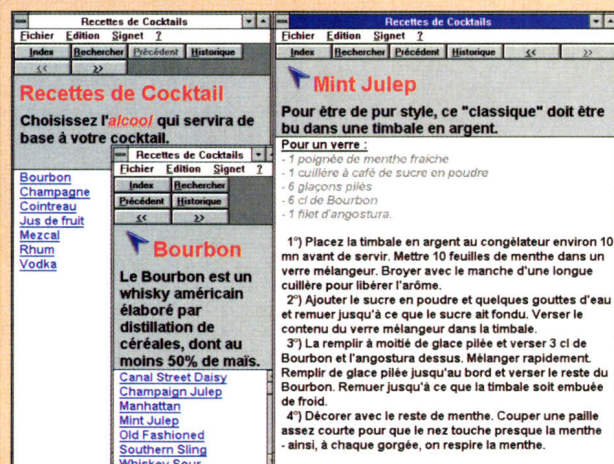 Recettes de Cocktails
Fichier Edition Signet ?
Index Rechercher Précédent Historique
<< >>
Recettes de Cocktail
Choisissez l'alcool qui servira de
base à votre cocktail.
Bourbon
Champagne
Cointreau
Jus de fruit
Mezcal
Rhum
Vodka
Recettes de Cocktails
Fichier Edition Signet ?
Index Rechercher
Précédent Historique
<< >>
Bourbon
Le Bourbon est un
whisky américain
élaboré par
distillation de
céréales, dont au
moins 50% de maïs.
Canal Street Daisy
Champaign Julep
Manhattan
Mint Julep
Old Fashioned
Southern Sling
Whiskey Sour
Recettes de Cocktails
Fichier Edition Signet ?
Index Rechercher Précédent Historique << >>
Mint Julep
Pour être de pur style, ce "classique" doit être
bu dans une timbale en argent.
Pour un verre :
- 1 poignée de menthe fraîche
- 1 cuillère à café de sucre en poudre
- 6 glaçons pilés
- 6 cl de Bourbon
- 1 filet d'angostura.
1°) Placez la timbale en argent au congélateur environ 10
mn avant de servir. Mettre 10 feuilles de menthe dans un
verre mélangeur. Broyer avec le manche d'une longue
cuillère pour libérer l'arôme.
2°) Ajouter le sucre en poudre et quelques gouttes d'eau
et remuer jusqu'à ce que le sucre ait fondu. Verser le
contenu du verre mélangeur dans la timbale.
3°) La remplir à moitié de glace pilée et verser 3 cl de
Bourbon et l'angostura dessus. Mélanger rapidement.
Remplir de glace pilée jusqu'au bord et verser le reste du
Bourbon. Remuer jusqu'à ce que la timbale soit embuée
de froid.
4°) Décorer avec le reste de menthe. Couper une paille
assez courte pour que le nez touche presque la menthe
- ainsi, à chaque gorgée, on respire la menthe.